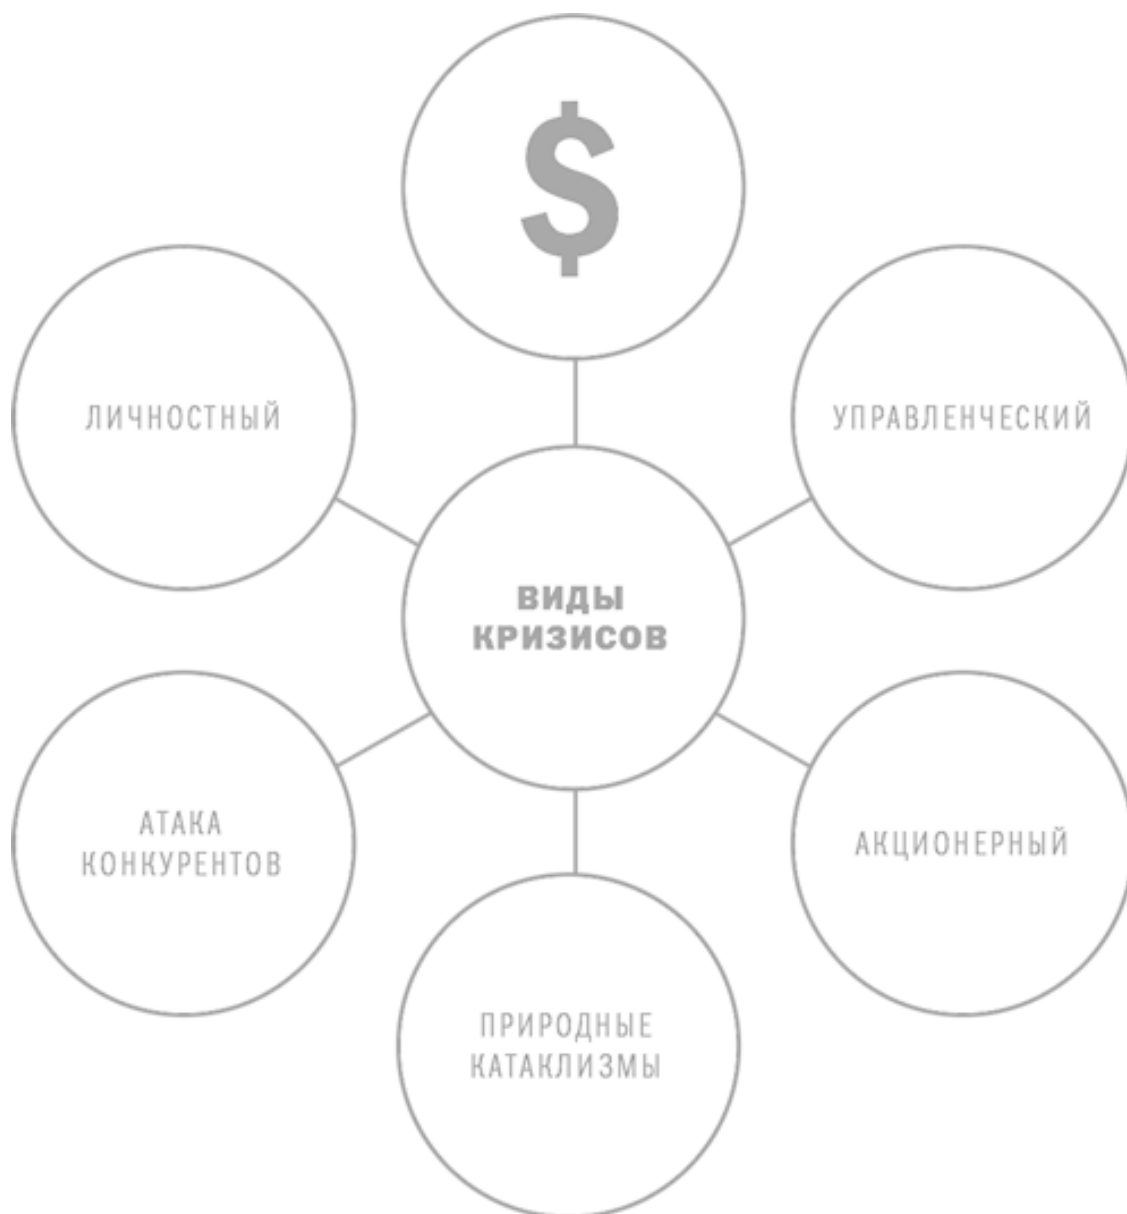 $
ЛИЧНОСТНЫЙ
УПРАВЛЕНЧЕСКИЙ
ВИДЫ
КРИЗИСОВ
АТАКА
КОНКУРЕНТОВ
АКЦИОНЕРНЫЙ
ПРИРОДНЫЕ
КАТАКЛИЗМЫ